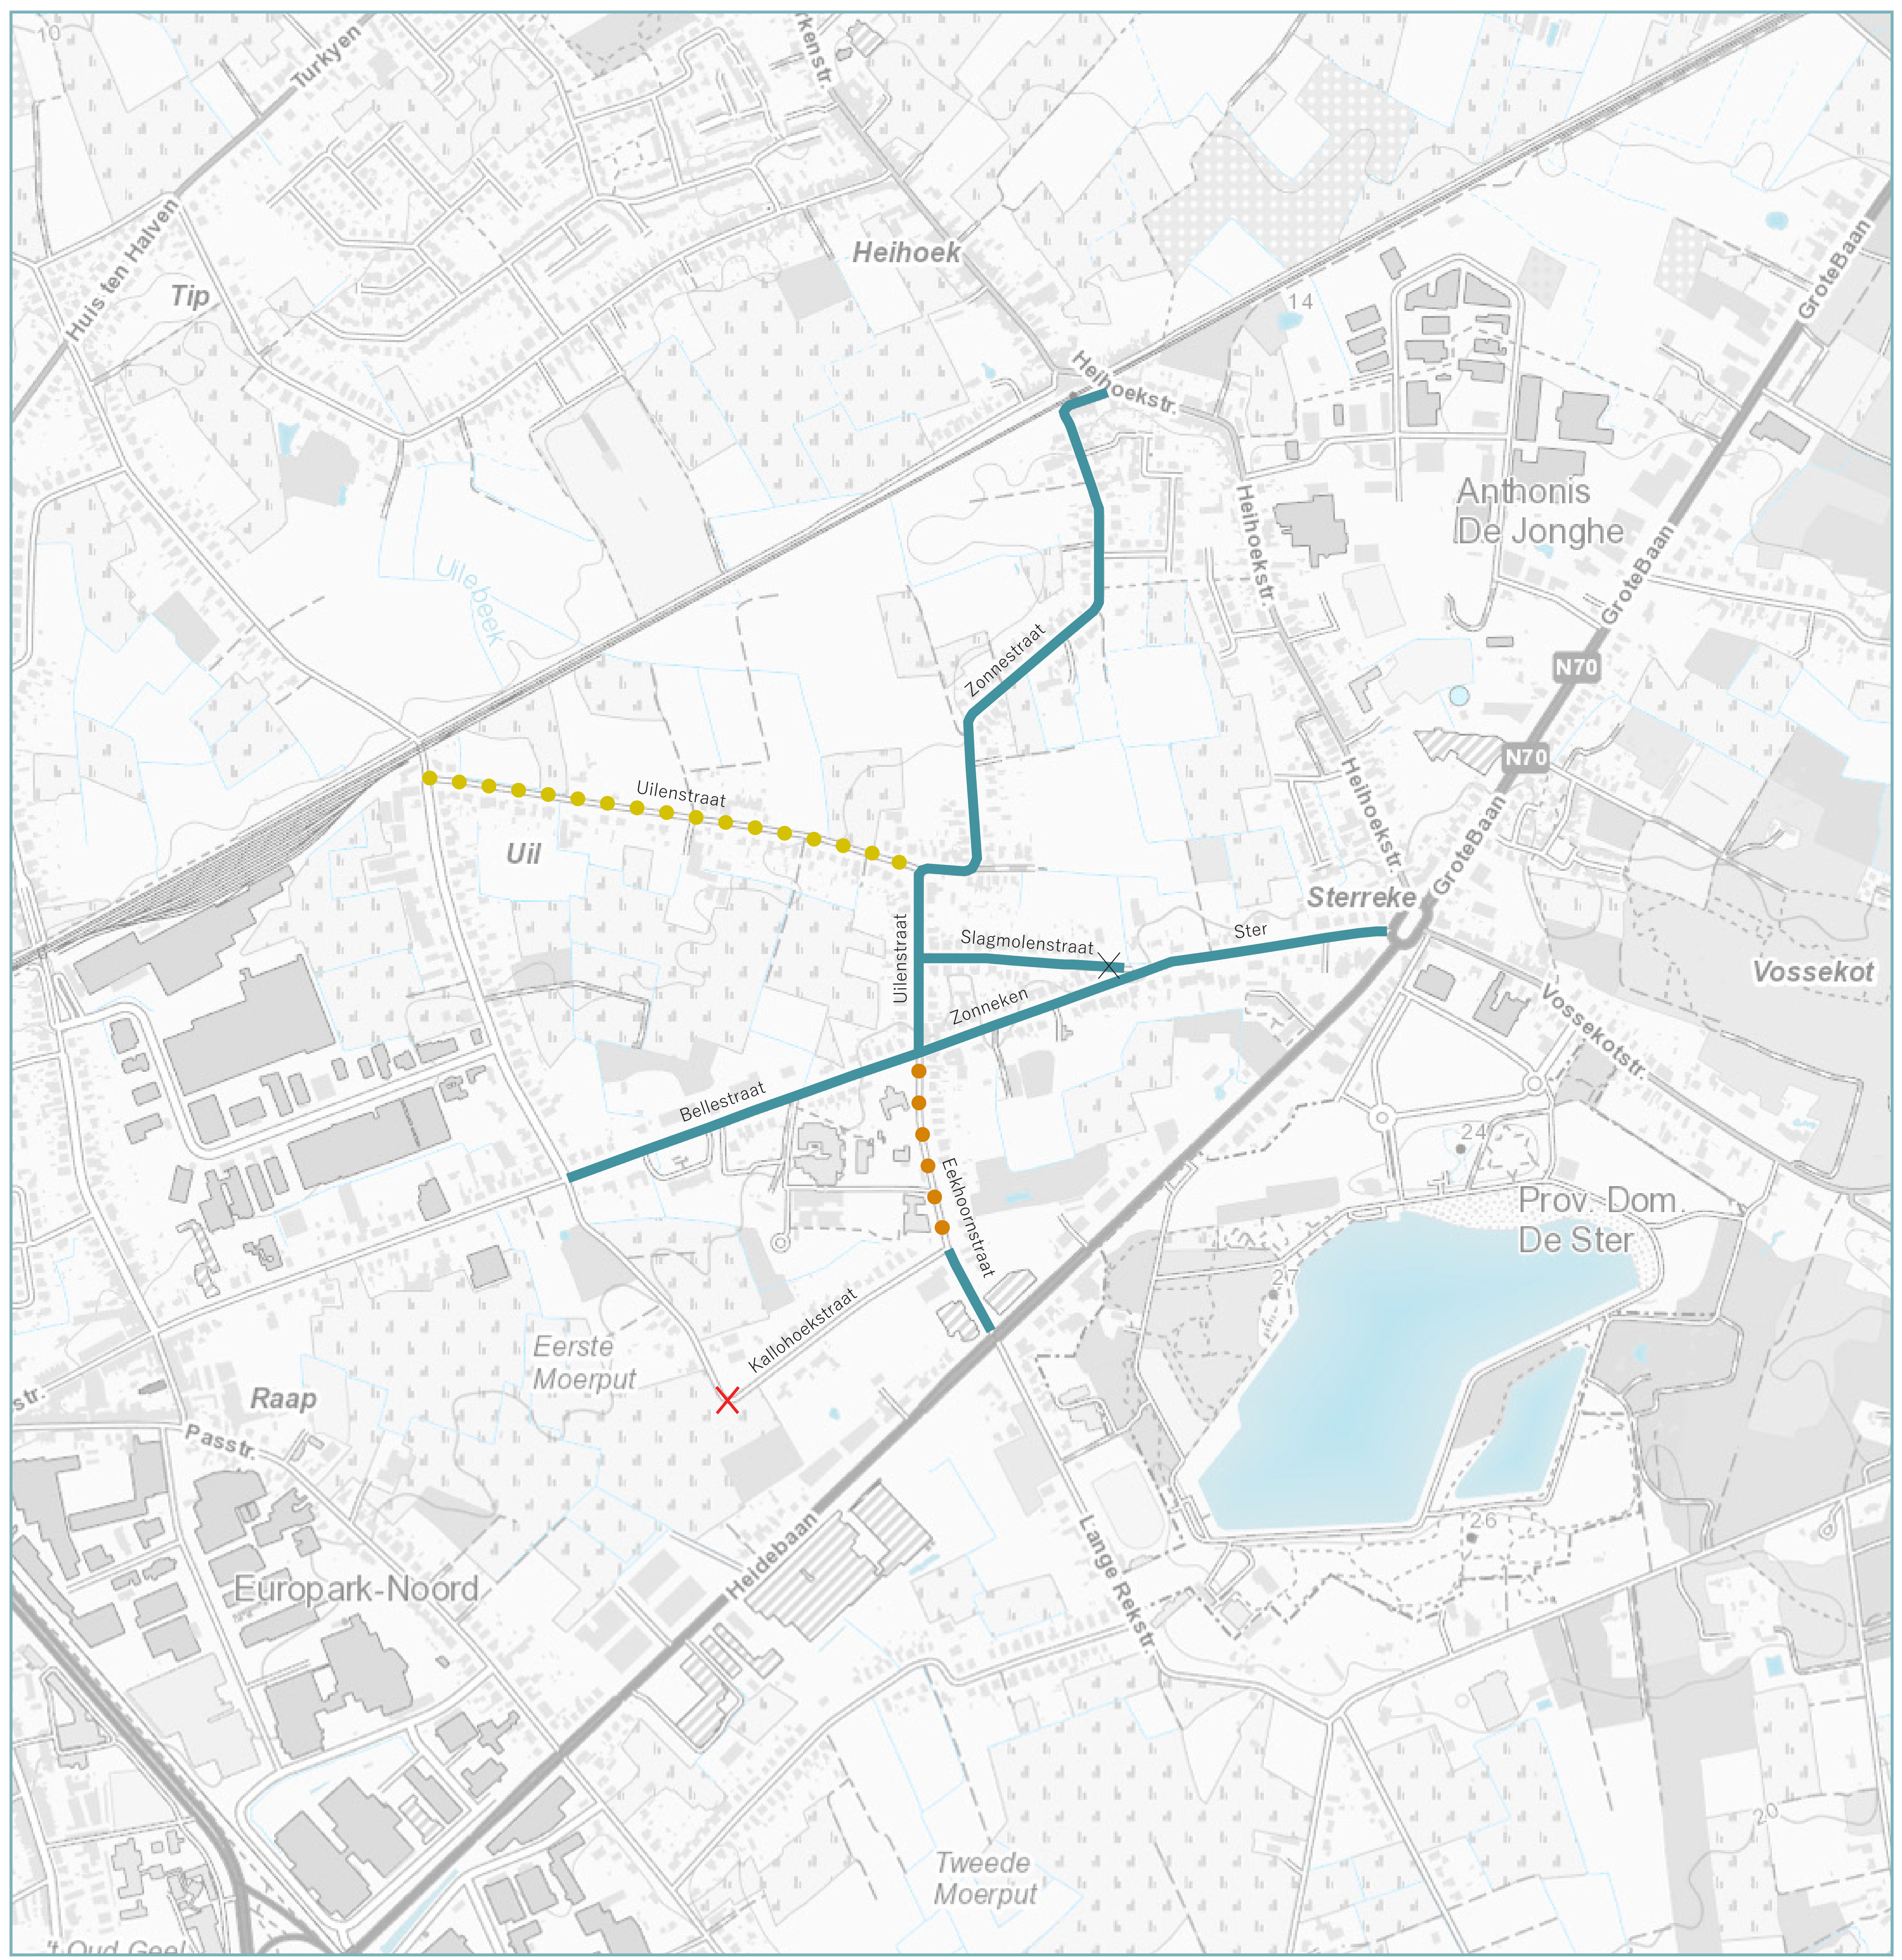 10
Turkyen
rkenstr.
Huis ten Halven
Tip
Heihoek
14
GroteBaan
Heihoekstr.
Anthonis
De Jonghe
Heihoekstr.
GroteBaan
Uilebeek
Zonnestraat
N70
N70
Uilenstraat
Heihoekstr.
GroteBaan
Uil
Sterreke
Uilenstraat
Slagmolenstraat
Ster
Vossekot
Zonneken
Vossekotstr.
Bellestraat
24
Eekhoornstraat
Prov. Dom.
De Ster
27
Kallohoekstraat
Eerste
Moerput
Raap
str.
Passtr.
26
Heidebaan
Lange Rekstr.
Europark-Noord
20
Tweede
Moerput
't Oud Geel